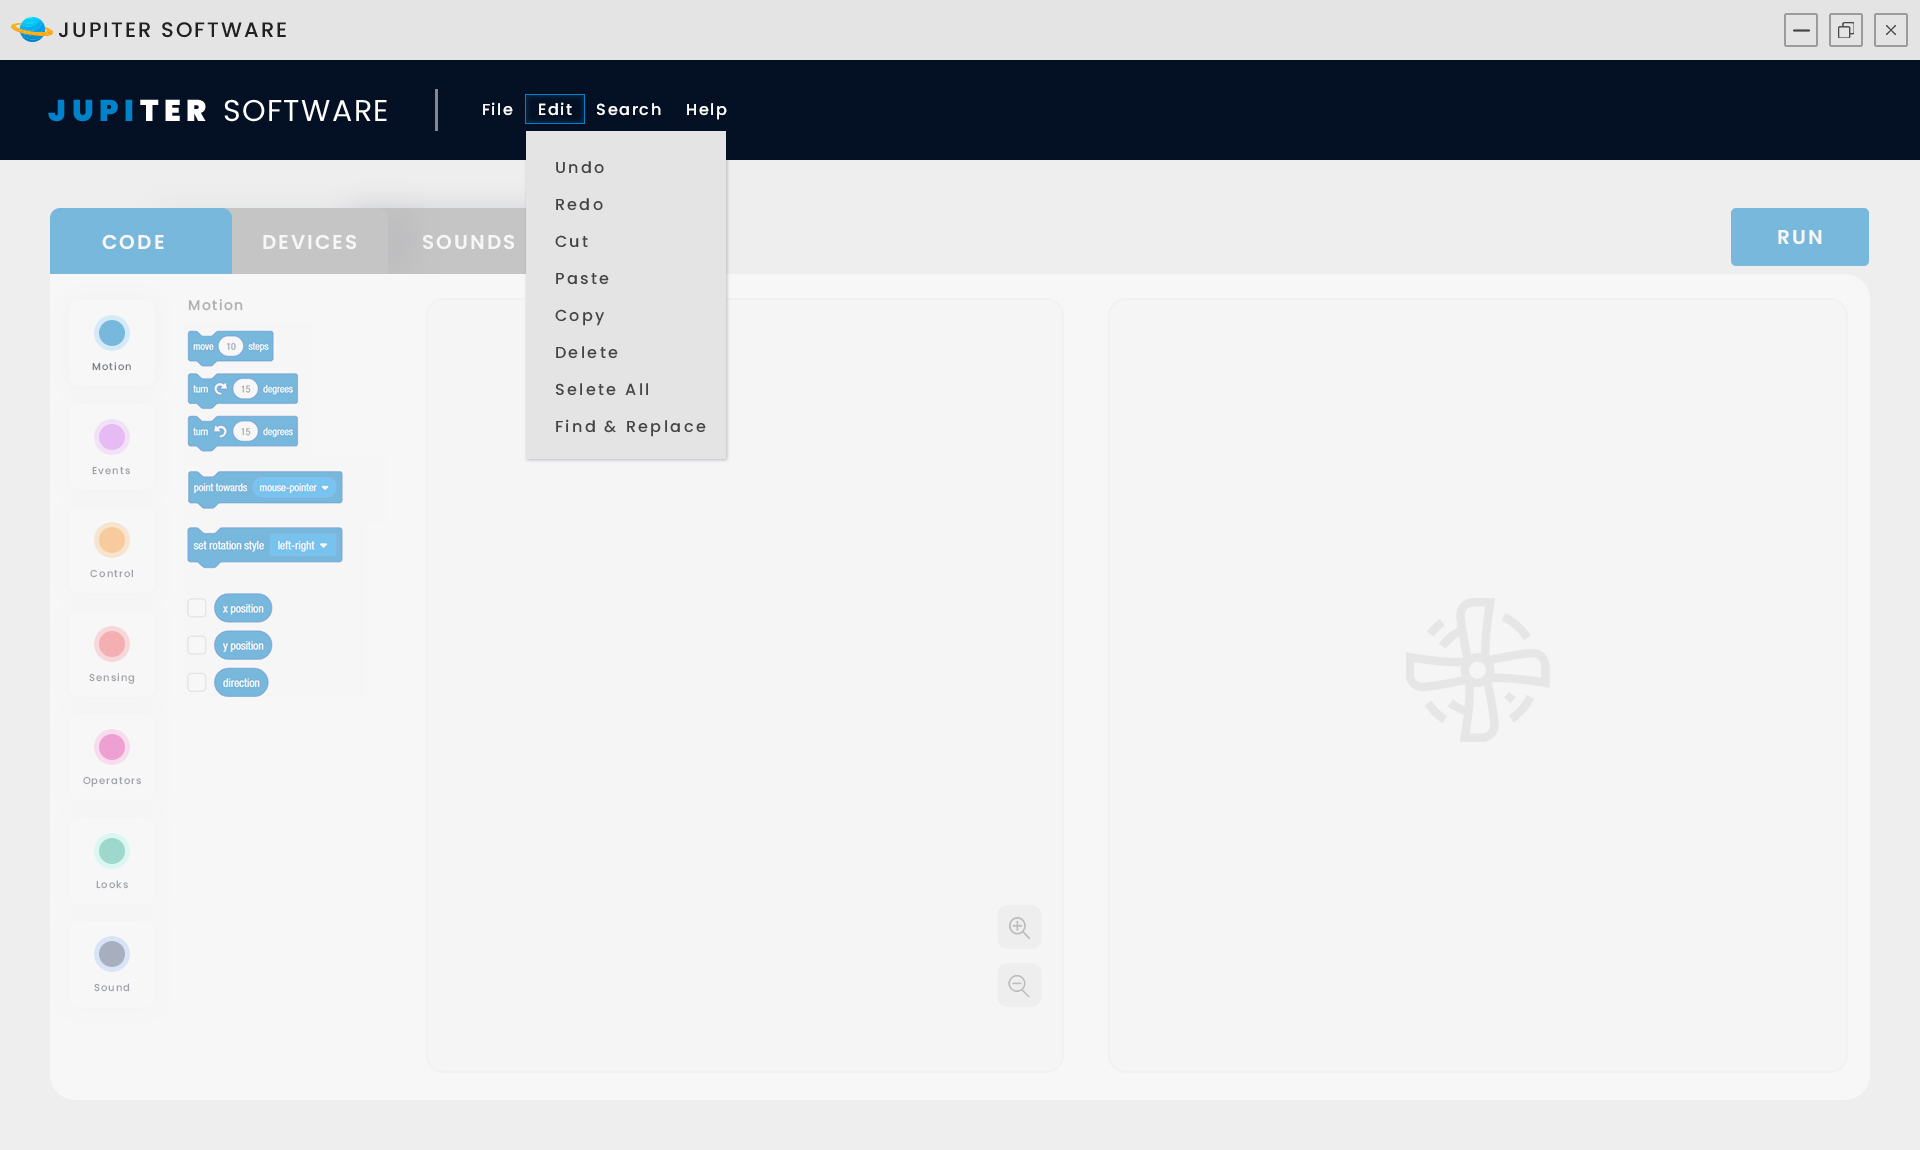 JUPITER SOFTWARE
JUPITER SOFTWARE
File Edit Search Help
Undo
Redo
Cut
Paste
Copy
Delete
Selete All
Find & Replace
CODE DEVICES SOUNDS
RUN
Motion
Events
Control
Sensing
Operators
Looks
Sound
Motion
move 10 steps
turn 15 degrees
turn 15 degrees
point towards mouse-pointer
set rotation style left-right
x position
y position
direction